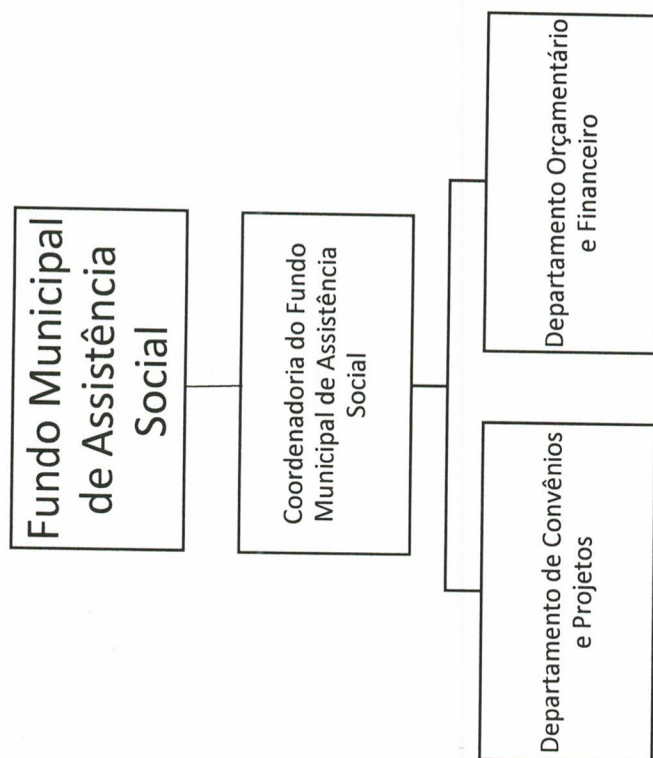 Fundo Municipal
de Assistência
Social
Coordenadoria do Fundo
Municipal de Assistência
Social
Departamento de Convênios
e Projetos
Departamento Orçamentário
e Financeiro